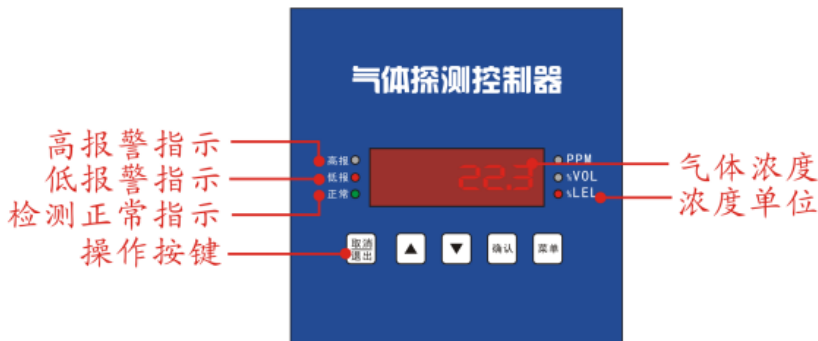 气体探测控制器
高报警指示
低报警指示
检测正常指示
操作按键
高报
低报
正常
22.3
PPM
%VOL
%LEL
气体浓度
浓度单位
取消
退出
▲
▼
确认
菜单